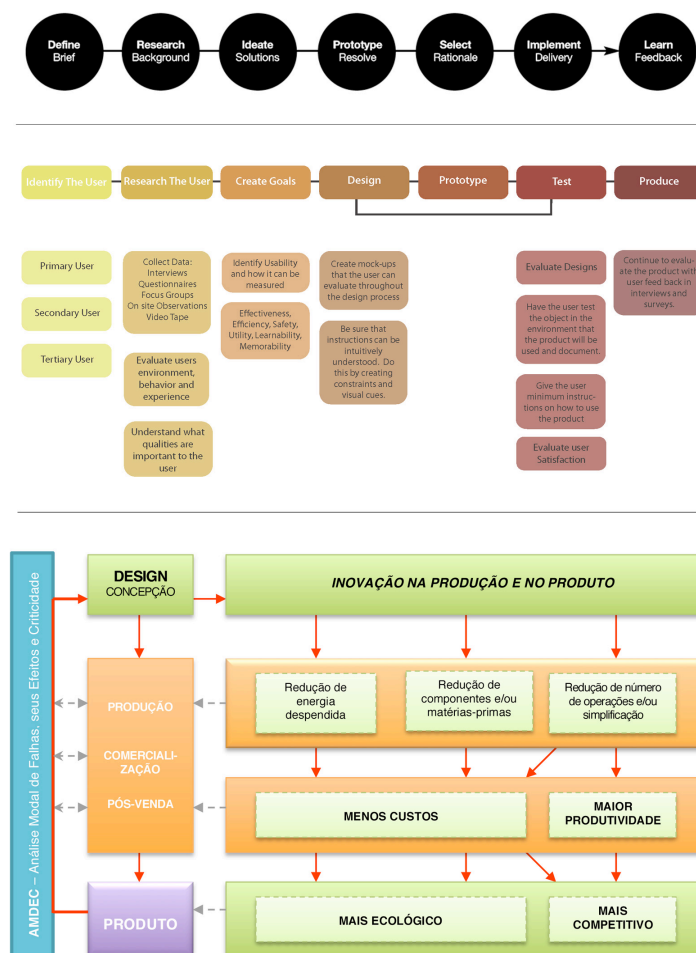 Define
Brief
Research
Background
Ideate
Solutions
Prototype
Resolve
Select
Rationale
Implement
Delivery
Learn
Feedback
Identify The User
Research The User
Create Goals
Design
Prototype
Test
Produce
Primary User
Secondary User
Tertiary User
Collect Data:
Interviews
Questionnaires
Focus Groups
On site Observations
Video Tape
Evaluate users
environment,
behavior and
experience
Understand what
qualities are
important to the
user
Identify Usability
and how it can be
measured
Effectiveness,
Efficiency, Safety,
Utility, Learnability,
Memorability
Create mock-ups
that the user can
evaluate throughout
the design process
Be sure that
instructions can be
intuitively
understood. Do
this by creating
constraints and
visual cues.
Evaluate Designs
Have the user test
the object in the
environment that
the product will be
used and document.
Give the user
minimum instruc-
tions on how to use
the product
Evaluate user
Satisfaction
Continue to evalu-
ate the product with
user feed back in
interviews and
surveys.
AMDEC – Análise Modal de Falhas, seus Efeitos e Criticidade
DESIGN
CONCEPÇÃO
INOVAÇÃO NA PRODUÇÃO E NO PRODUTO
PRODUÇÃO
COMERCIALI-
ZAÇÃO
PÓS-VENDA
Redução de
energia
despendida
Redução de
componentes e/ou
matérias-primas
Redução de número
de operações e/ou
simplificação
MENOS CUSTOS
MAIOR
PRODUTIVIDADE
PRODUTO
MAIS ECOLÓGICO
MAIS
COMPETITIVO